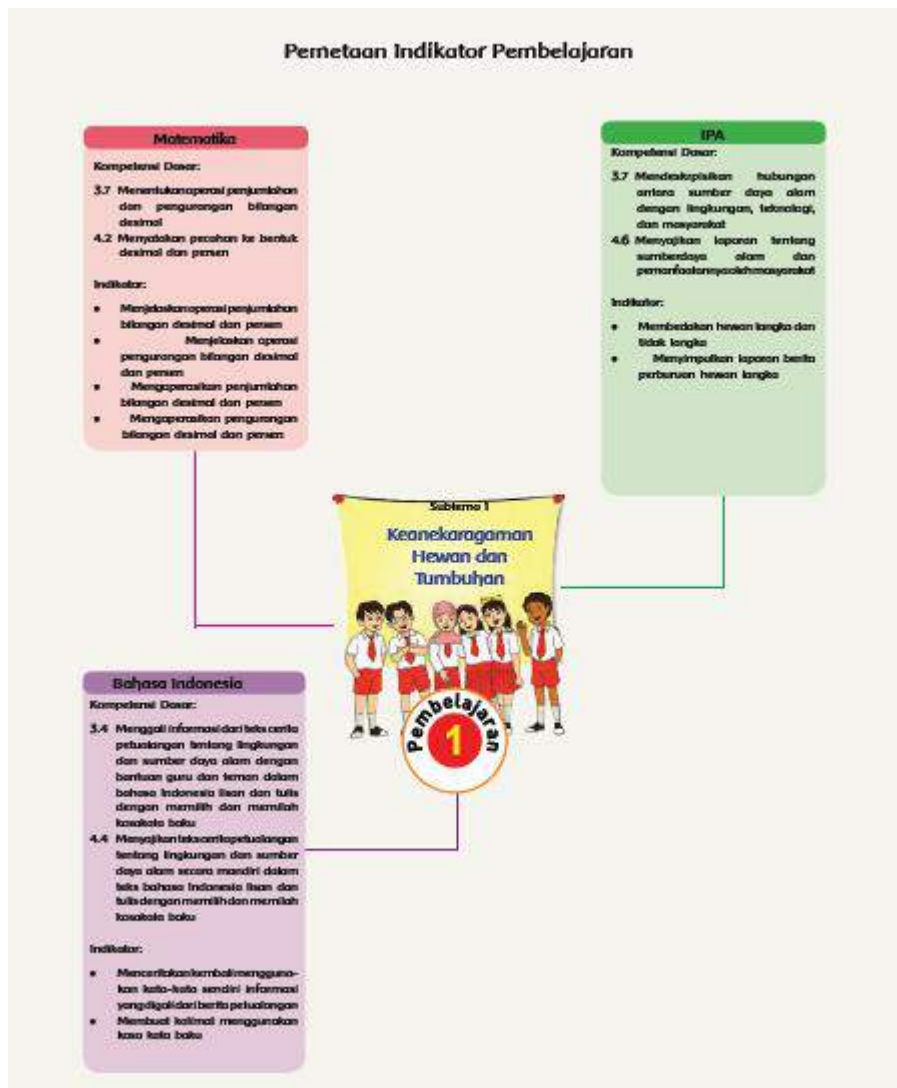 Pemetaan Indikator Pembelajaran
Matematika
Kompetensi Dasar:
3.7 Menentukan operasi penjumlahan
dan pengurangan bilangan
desimal
4.2 Menyatakan pecahan ke bentuk
desimal dan persen
Indikator:
• Menjelaskan operasi penjumlahan
bilangan desimal dan persen
• Menjelaskan operasi
pengurangan bilangan desimal
dan persen
• Mengoperasikan penjumlahan
bilangan desimal dan persen
• Mengoperasikan pengurangan
bilangan desimal dan persen
IPA
Kompetensi Dasar:
3.7 Mendeskripsikan hubungan
antara sumber daya alam
dengan lingkungan, teknologi,
dan masyarakat
4.6 Menyajikan laporan tentang
sumberdaya alam dan
pemanfaatannya oleh masyarakat
Indikator:
• Membedakan hewan langka dan
tidak langka
• Menyimpulkan laporan berita
perburuan hewan langka
Subtema 1
Keanekaragaman
Hewan dan
Tumbuhan
Pembelajaran
1
Bahasa Indonesia
Kompetensi Dasar:
3.4 Menggali informasi dari teks cerita
petualangan tentang lingkungan
dan sumber daya alam dengan
bantuan guru dan teman dalam
bahasa Indonesia lisan dan tulis
dengan memilih dan memilah
kosakata baku
4.4 Menyajikan teks cerita petualangan
tentang lingkungan dan sumber
daya alam secara mandiri dalam
teks bahasa Indonesia lisan dan
tulis dengan memilih dan memilah
kosakata baku
Indikator:
• Menceritakan kembali mengguna-
kan kata-kata sendiri informasi
yang digali dari berita petualangan
• Membuat kalimat menggunakan
kosa kata baku